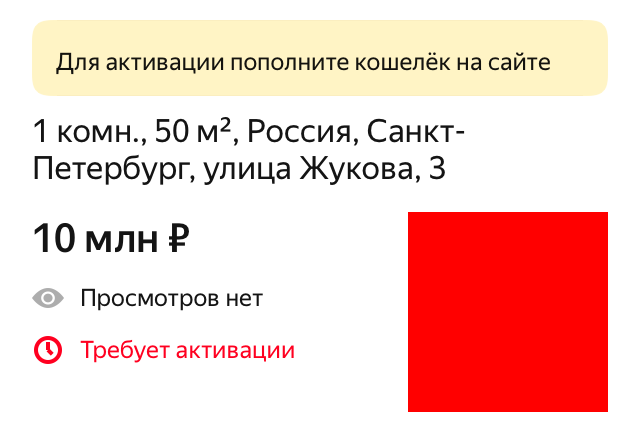 Для активации пополните кошелёк на сайте
1 комн., 50 м², Россия, Санкт-
Петербург, улица Жукова, 3
10 млн ₽
Просмотров нет
Требует активации